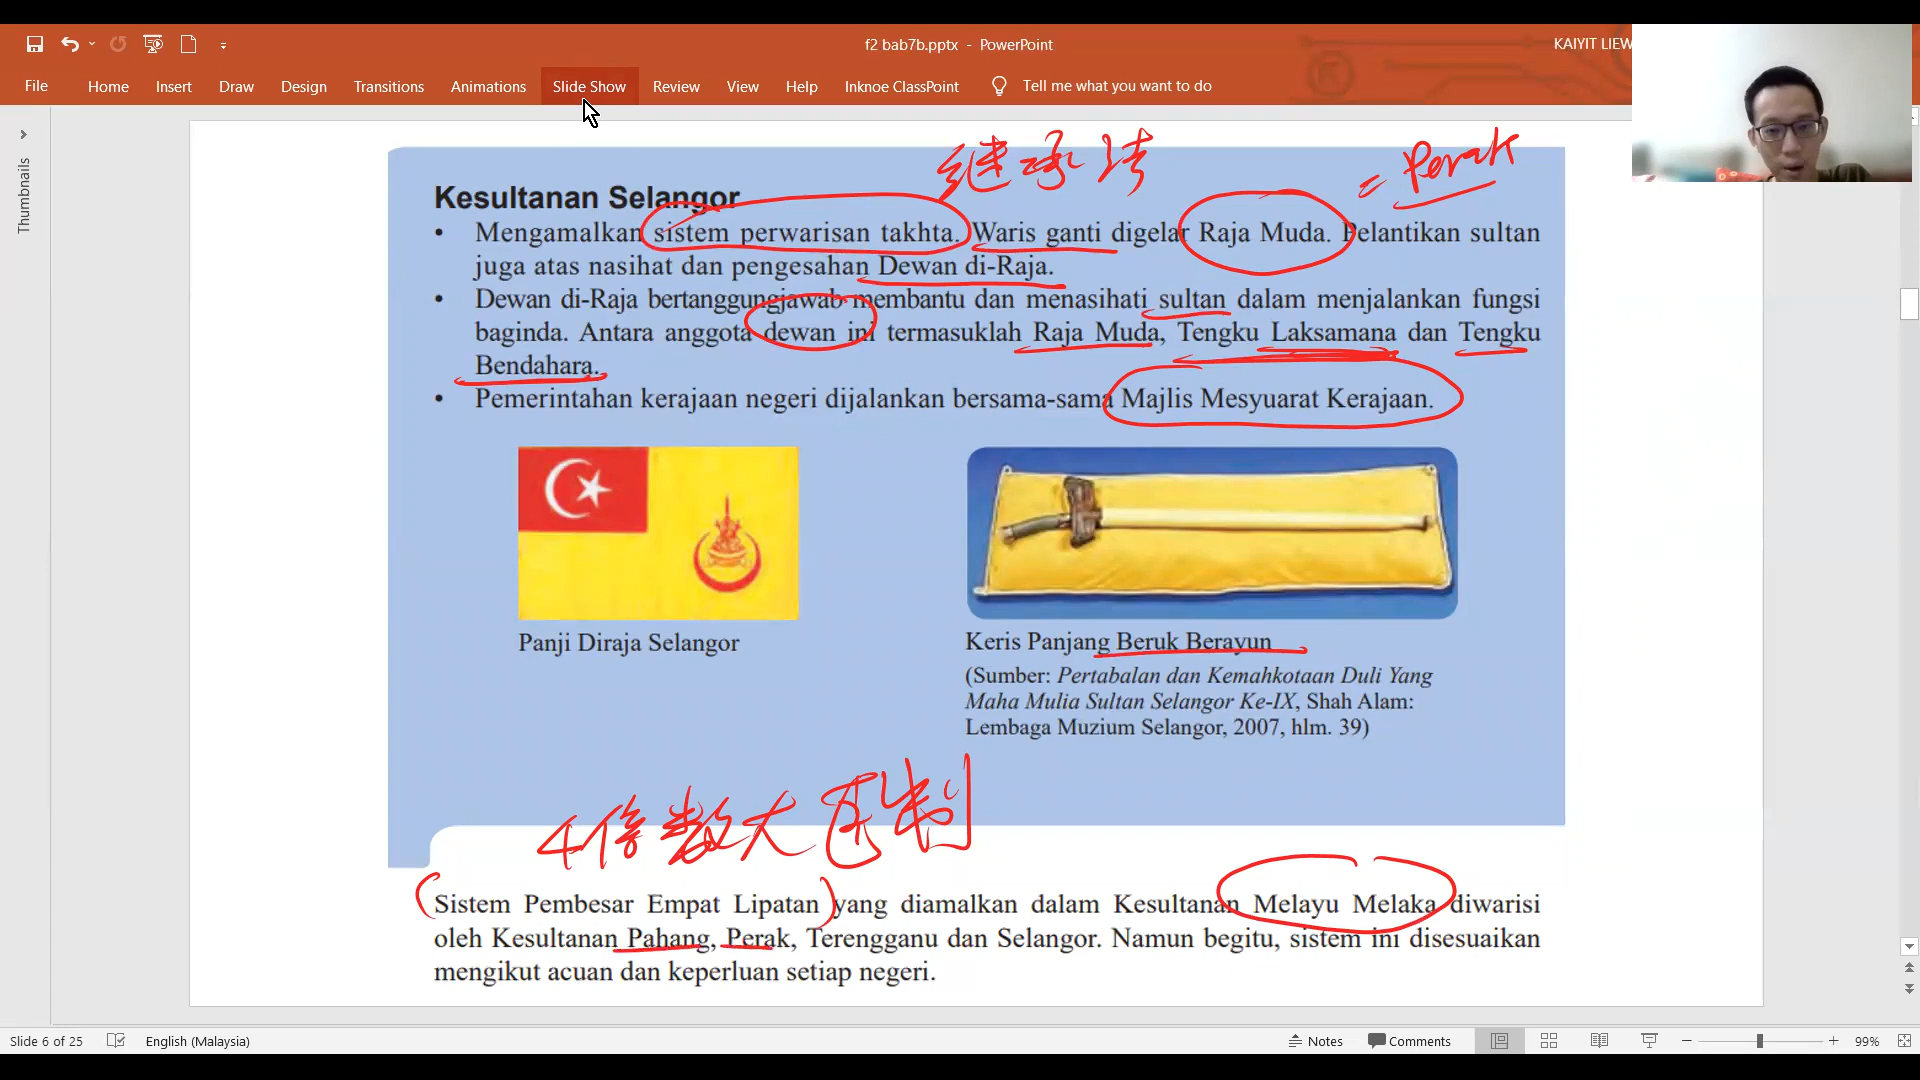 f2 bab7b.pptx - PowerPoint
KAIYIT LIEW
File Home Insert Draw Design Transitions Animations Slide Show Review View Help Inknoe ClassPoint Tell me what you want to do
Thumbnails
继承法
= Perak
Kesultanan Selangor
• Mengamalkan sistem perwarisan takhta. Waris ganti digelar Raja Muda. Pelantikan sultan
juga atas nasihat dan pengesahan Dewan di-Raja.
• Dewan di-Raja bertanggungjawab membantu dan menasihati sultan dalam menjalankan fungsi
baginda. Antara anggota dewan ini termasuklah Raja Muda, Tengku Laksamana dan Tengku
Bendahara.
• Pemerintahan kerajaan negeri dijalankan bersama-sama Majlis Mesyuarat Kerajaan.
Panji Diraja Selangor
Keris Panjang Beruk Berayun
(Sumber: Pertabalan dan Kemahkotaan Duli Yang
Maha Mulia Sultan Selangor Ke-IX, Shah Alam:
Lembaga Muzium Selangor, 2007, hlm. 39)
4倍数大臣制
(Sistem Pembesar Empat Lipatan) yang diamalkan dalam Kesultanan Melayu Melaka diwarisi
oleh Kesultanan Pahang, Perak, Terengganu dan Selangor. Namun begitu, sistem ini disesuaikan
mengikut acuan dan keperluan setiap negeri.
Slide 6 of 25 English (Malaysia) Notes Comments 99%